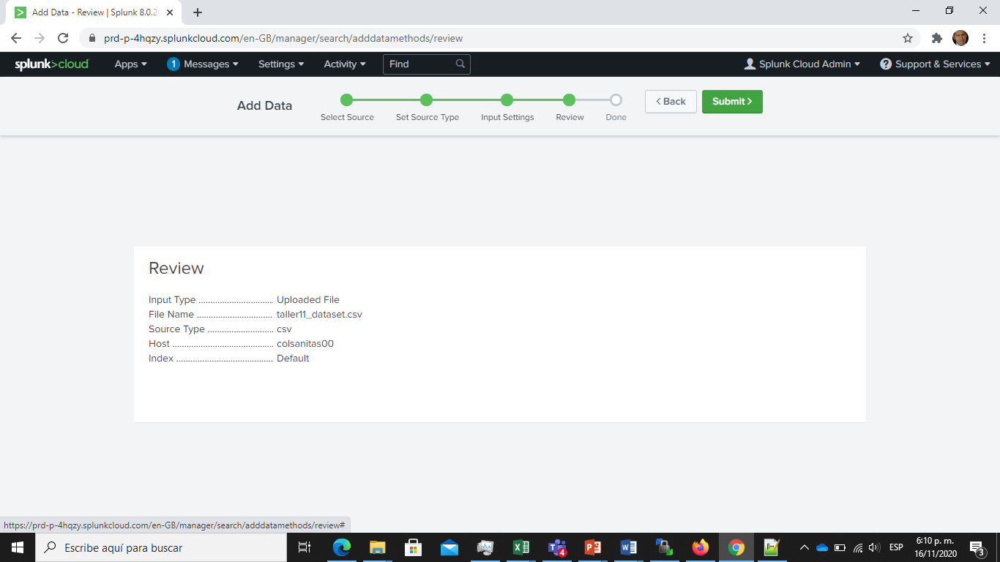 Add Data - Review | Splunk 8.0.20
prd-p-4hqzy.splunkcloud.com/en-GB/manager/search/adddatamethods/review
splunk>cloud
Apps
1 Messages
Settings
Activity
Find
Splunk Cloud Admin
? Support & Services
Add Data
Select Source
Set Source Type
Input Settings
Review
Done
< Back
Submit >
Review
Input Type ................................ Uploaded File
File Name ................................ taller11_dataset.csv
Source Type ............................ csv
Host ........................................... colsanitas00
Index ......................................... Default
https://prd-p-4hqzy.splunkcloud.com/en-GB/manager/search/adddatamethods/review#
Escribe aquí para buscar
4
ESP
6:10 p. m.
16/11/2020
3